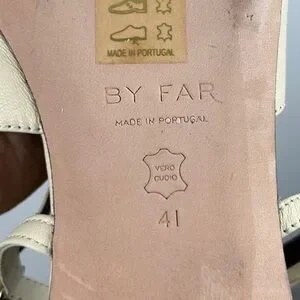 MADE IN PORTUGAL
BY FAR
MADE IN PORTUGAL
VERO
CUOIO
41